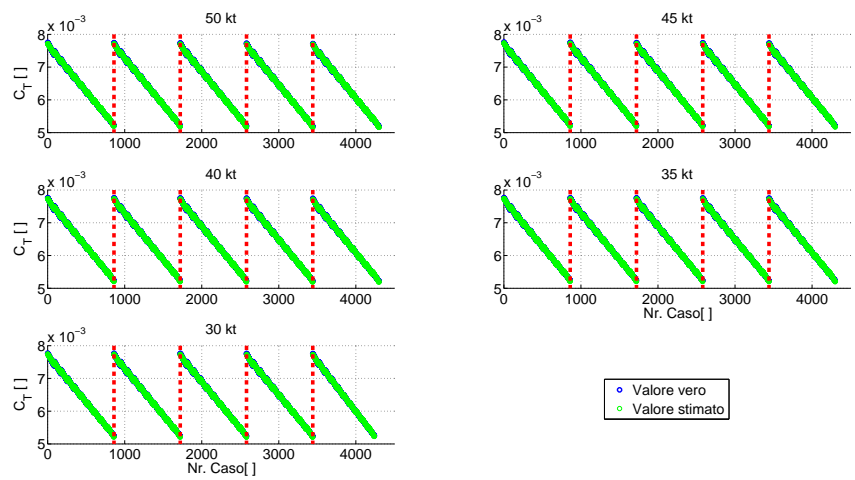 50 kt
x 10⁻³
8
7
6
5
C_T [ ]
0 1000 2000 3000 4000
45 kt
x 10⁻³
8
7
6
5
0 1000 2000 3000 4000
40 kt
x 10⁻³
8
7
6
5
C_T [ ]
0 1000 2000 3000 4000
35 kt
x 10⁻³
8
7
6
5
0 1000 2000 3000 4000
Nr. Caso[ ]
30 kt
x 10⁻³
8
7
6
5
C_T [ ]
0 1000 2000 3000 4000
Nr. Caso[ ]
Valore vero
Valore stimato